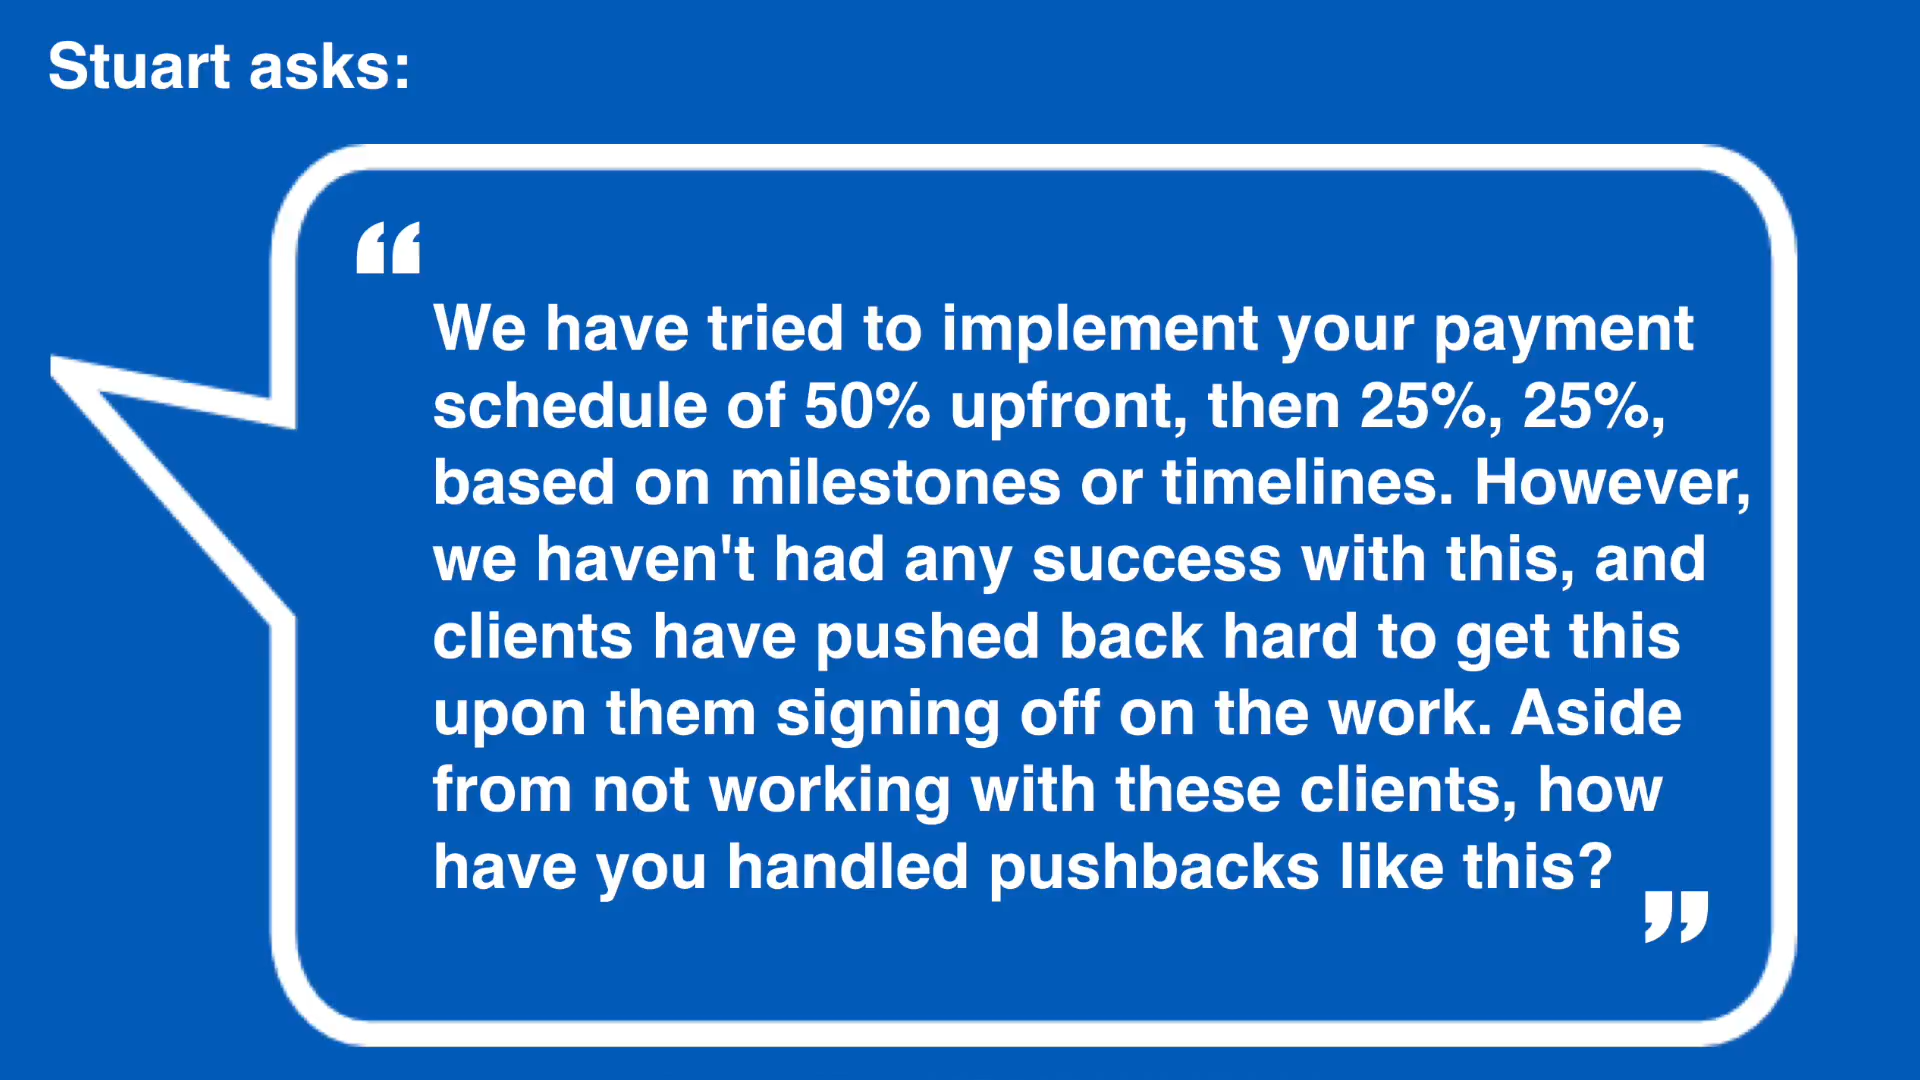 Stuart asks:
“
We have tried to implement your payment
schedule of 50% upfront, then 25%, 25%,
based on milestones or timelines. However,
we haven't had any success with this, and
clients have pushed back hard to get this
upon them signing off on the work. Aside
from not working with these clients, how
have you handled pushbacks like this?
”